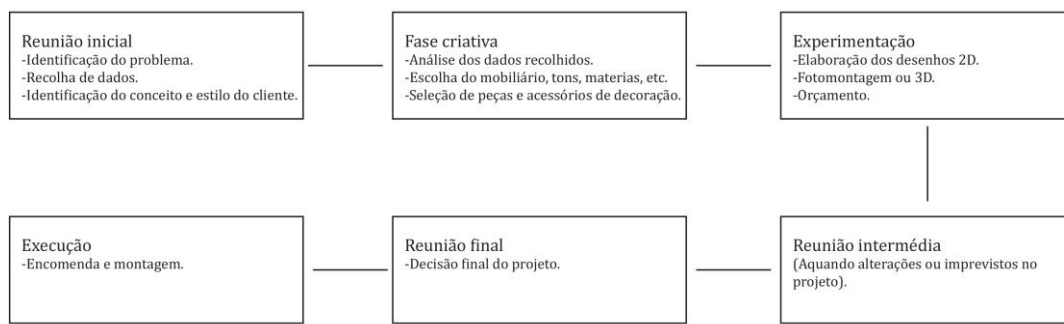 Reunião inicial
-Identificação do problema.
-Recolha de dados.
-Identificação do conceito e estilo do cliente.
Fase criativa
-Análise dos dados recolhidos.
-Escolha do mobiliário, tons, materias, etc.
-Seleção de peças e acessórios de decoração.
Experimentação
-Elaboração dos desenhos 2D.
-Fotomontagem ou 3D.
-Orçamento.
Reunião intermédia
(Aquando alterações ou imprevistos no
projeto).
Reunião final
-Decisão final do projeto.
Execução
-Encomenda e montagem.